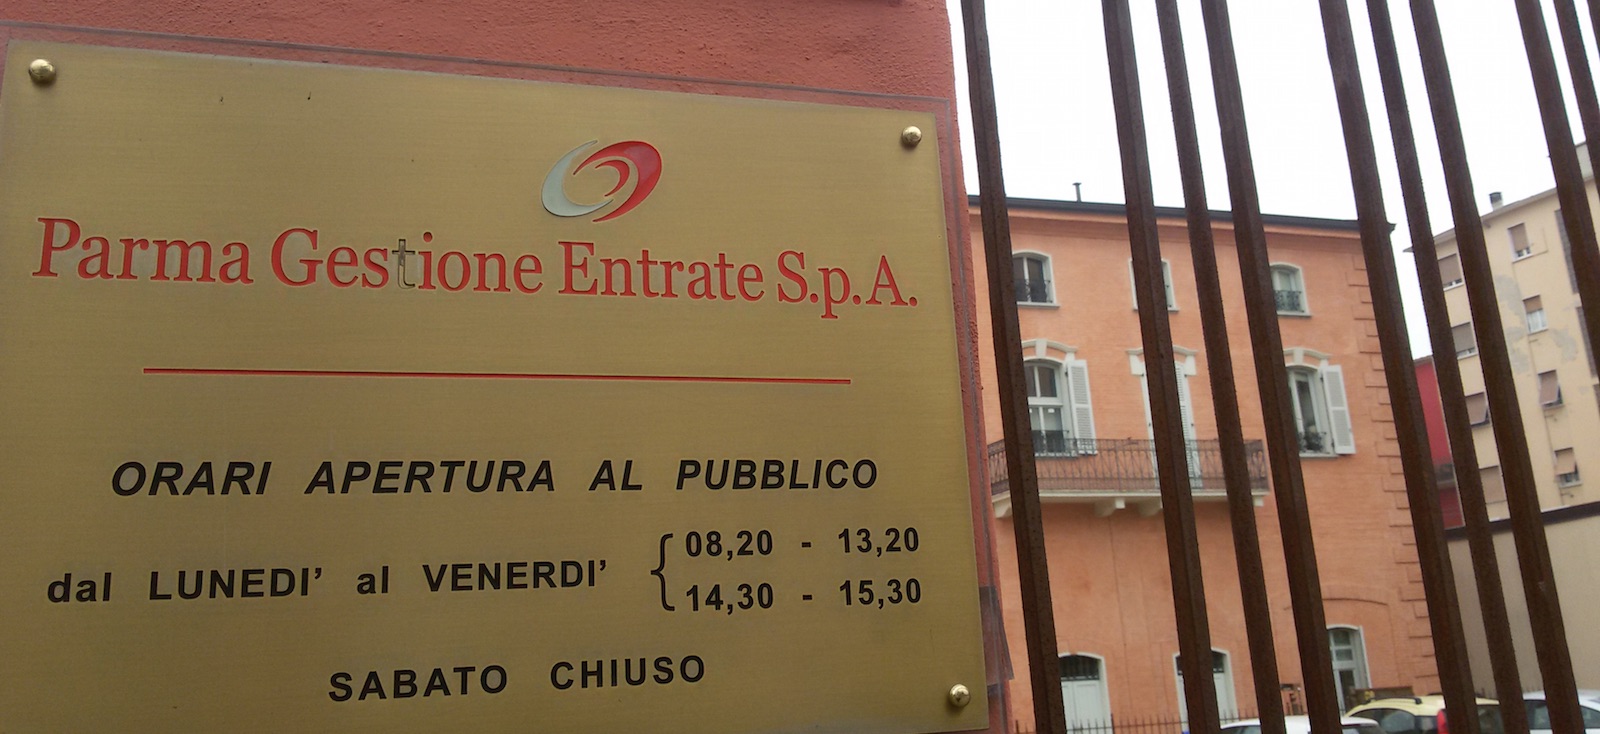 Parma Gestione Entrate S.p.A.
ORARI APERTURA AL PUBBLICO
dal LUNEDI' al VENERDI' { 08,20 - 13,20
14,30 - 15,30
SABATO CHIUSO